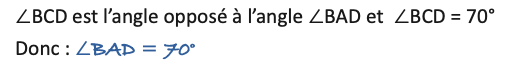 ∠BCD est l’angle opposé à l’angle ∠BAD et  ∠BCD = 70°
Donc : ∠BAD = 70°